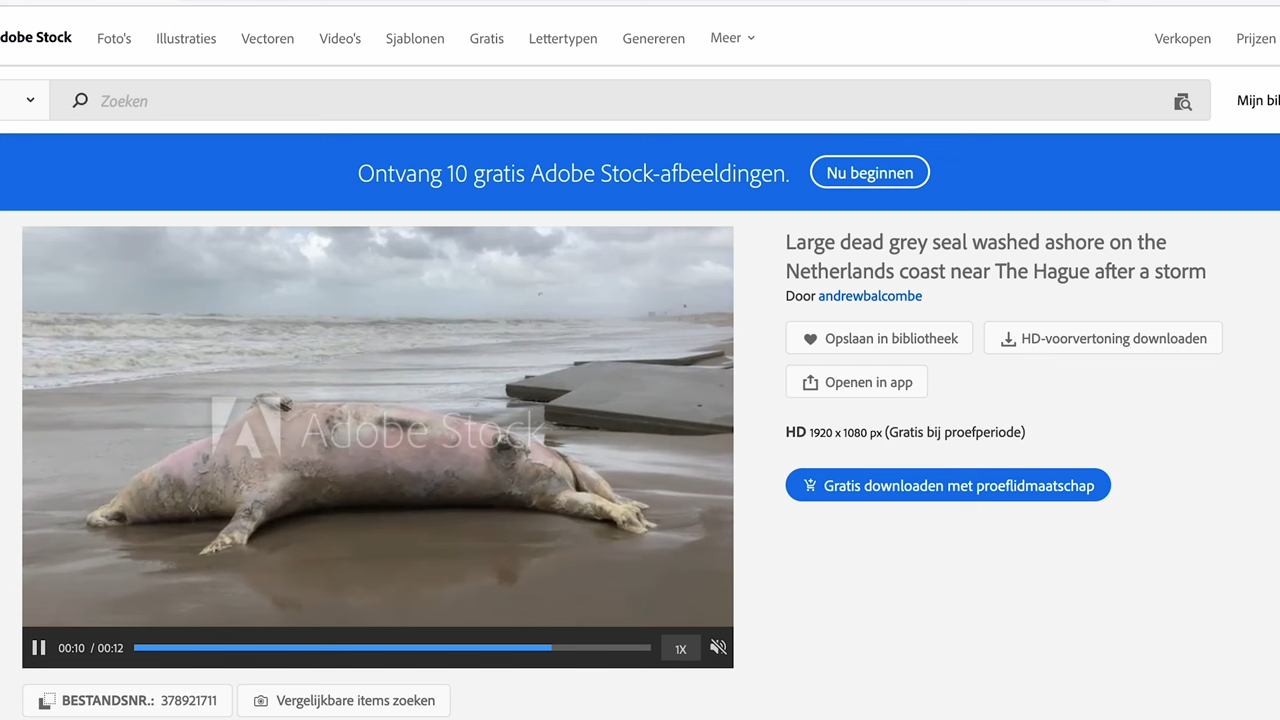 dobe Stock
Foto's
Illustraties
Vectoren
Video's
Sjablonen
Gratis
Lettertypen
Genereren
Meer
Verkopen
Prijzen
Zoeken
Mijn bil
Ontvang 10 gratis Adobe Stock-afbeeldingen.
Nu beginnen
Large dead grey seal washed ashore on the
Netherlands coast near The Hague after a storm
Door andrewbalcombe
Opslaan in bibliotheek
HD-voorvertoning downloaden
Openen in app
HD 1920 x 1080 px (Gratis bij proefperiode)
Gratis downloaden met proeflidmaatschap
Adobe Stock
00:10 / 00:12
1X
BESTANDSNR.: 378921711
Vergelijkbare items zoeken